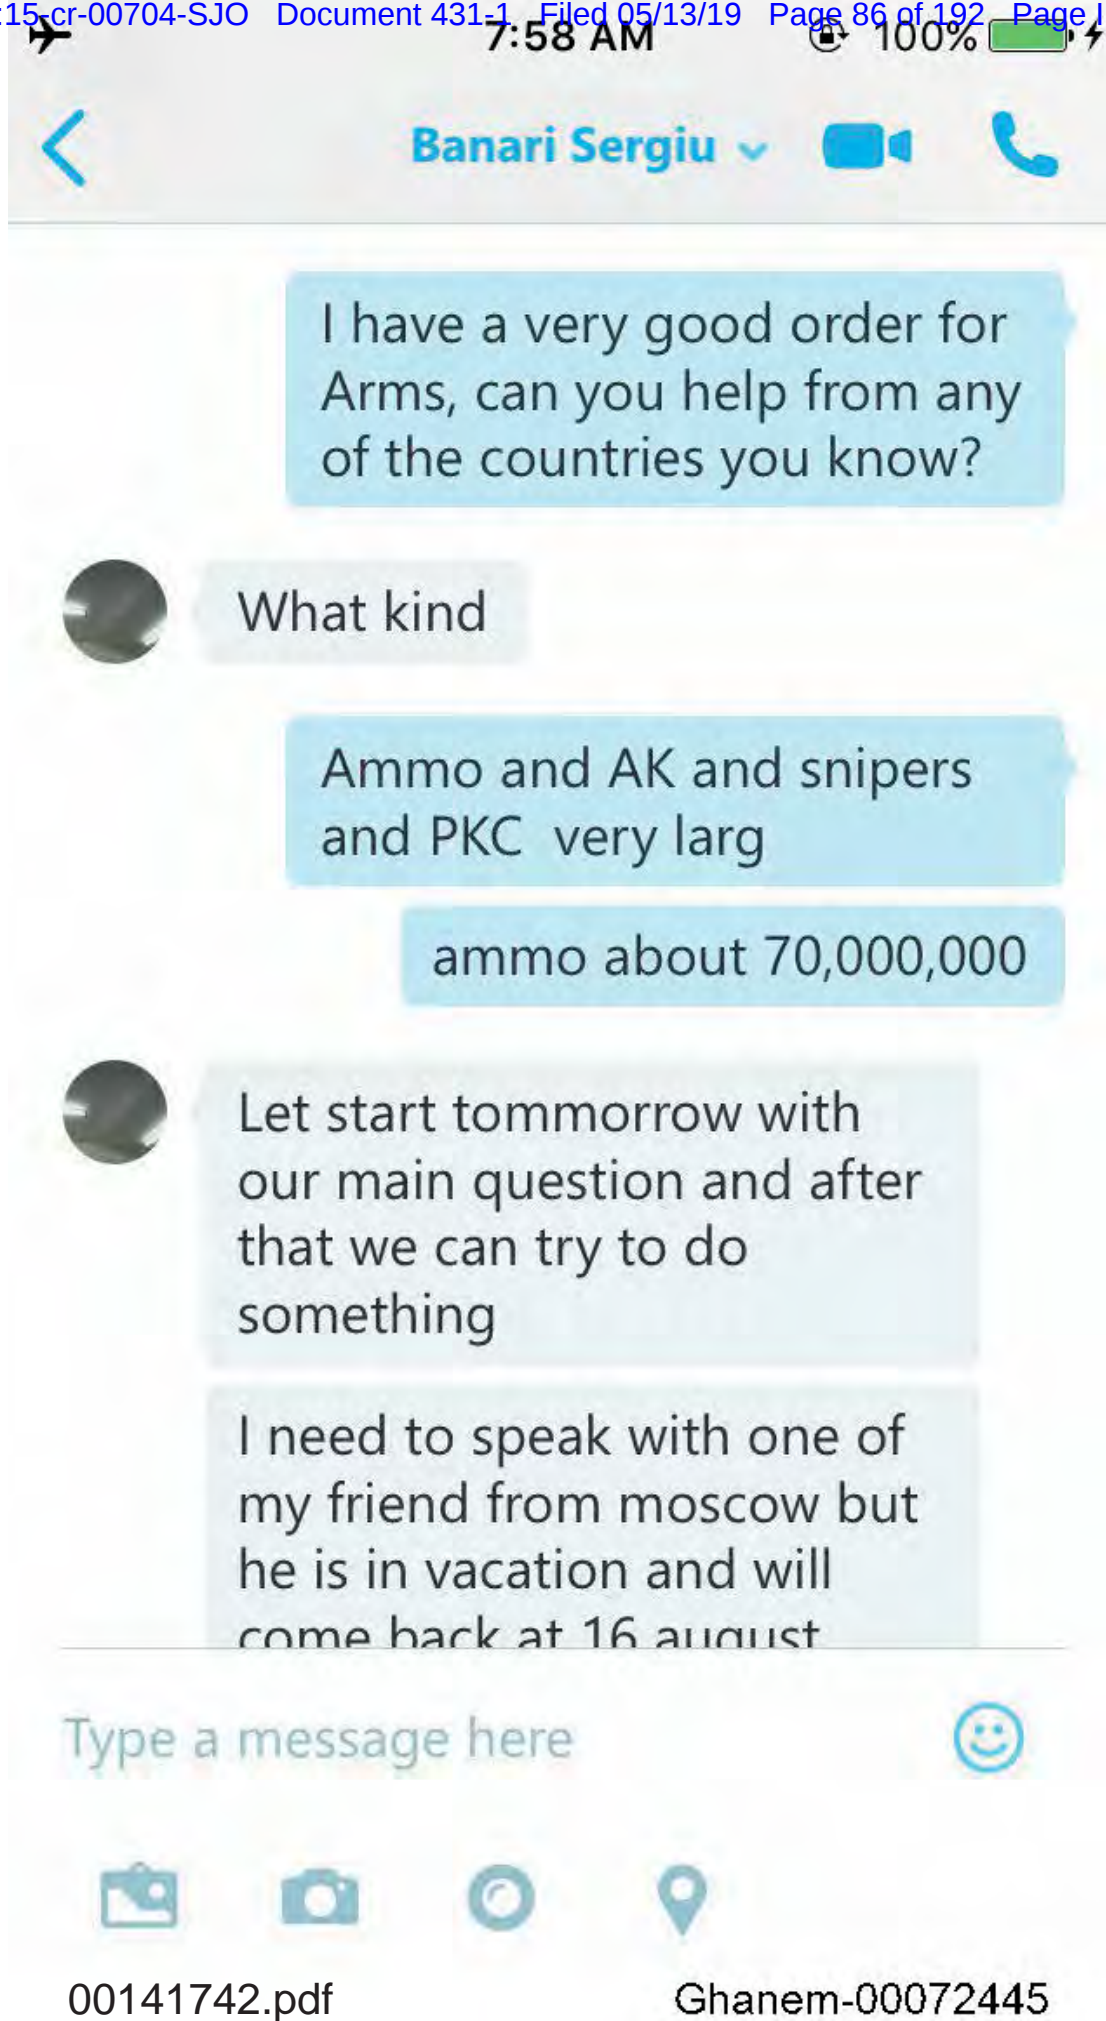 :15-cr-00704-SJO Document 431-1 Filed 05/13/19 Page 86 of 192 Page I
7:58 AM 100%
Banari Sergiu
I have a very good order for
Arms, can you help from any
of the countries you know?
What kind
Ammo and AK and snipers
and PKC very larg
ammo about 70,000,000
Let start tommorrow with
our main question and after
that we can try to do
something
I need to speak with one of
my friend from moscow but
he is in vacation and will
come back at 16 august
Type a message here
00141742.pdf Ghanem-00072445